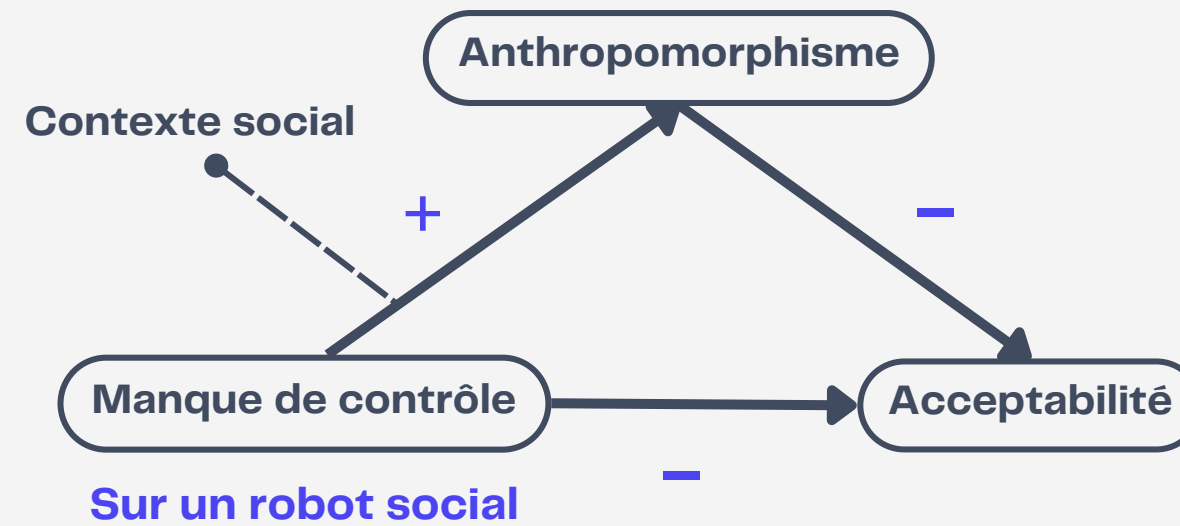 Anthropomorphisme
Contexte social
+
−
Manque de contrôle
Acceptabilité
−
Sur un robot social